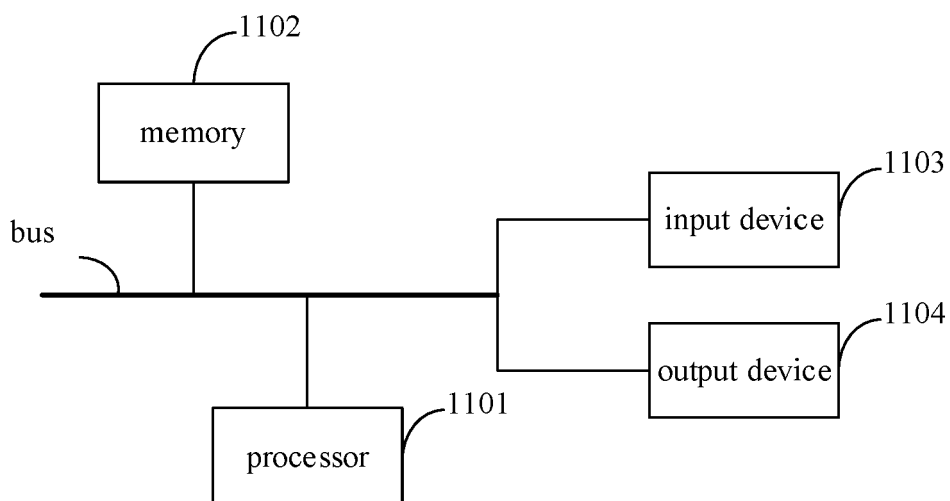 1102
memory
1103
input device
bus
1104
output device
1101
processor